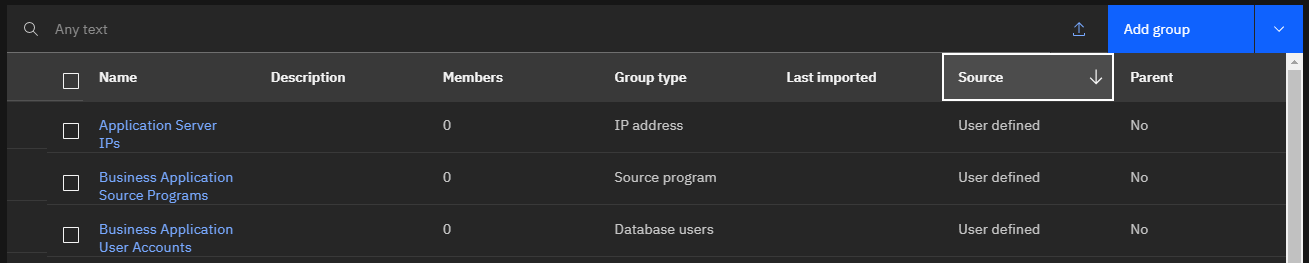 Any text
Add group
Name Description Members Group type Last imported Source Parent
Application Server 0 IP address User defined No
IPs
Business Application 0 Source program User defined No
Source Programs
Business Application 0 Database users User defined No
User Accounts